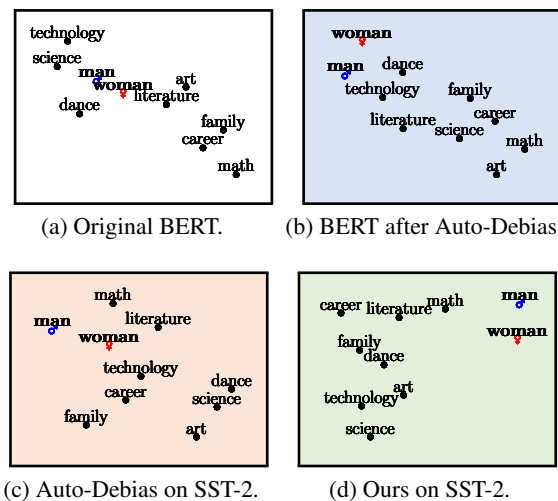 technology
science
man
woman
art
literature
dance
family
career
math
(a) Original BERT.
woman
man
dance
technology
family
career
literature
science
math
art
(b) BERT after Auto-Debias
math
man
literature
woman
technology
dance
career
science
family
art
(c) Auto-Debias on SST-2.
man
math
career
literature
woman
family
dance
art
technology
science
(d) Ours on SST-2.